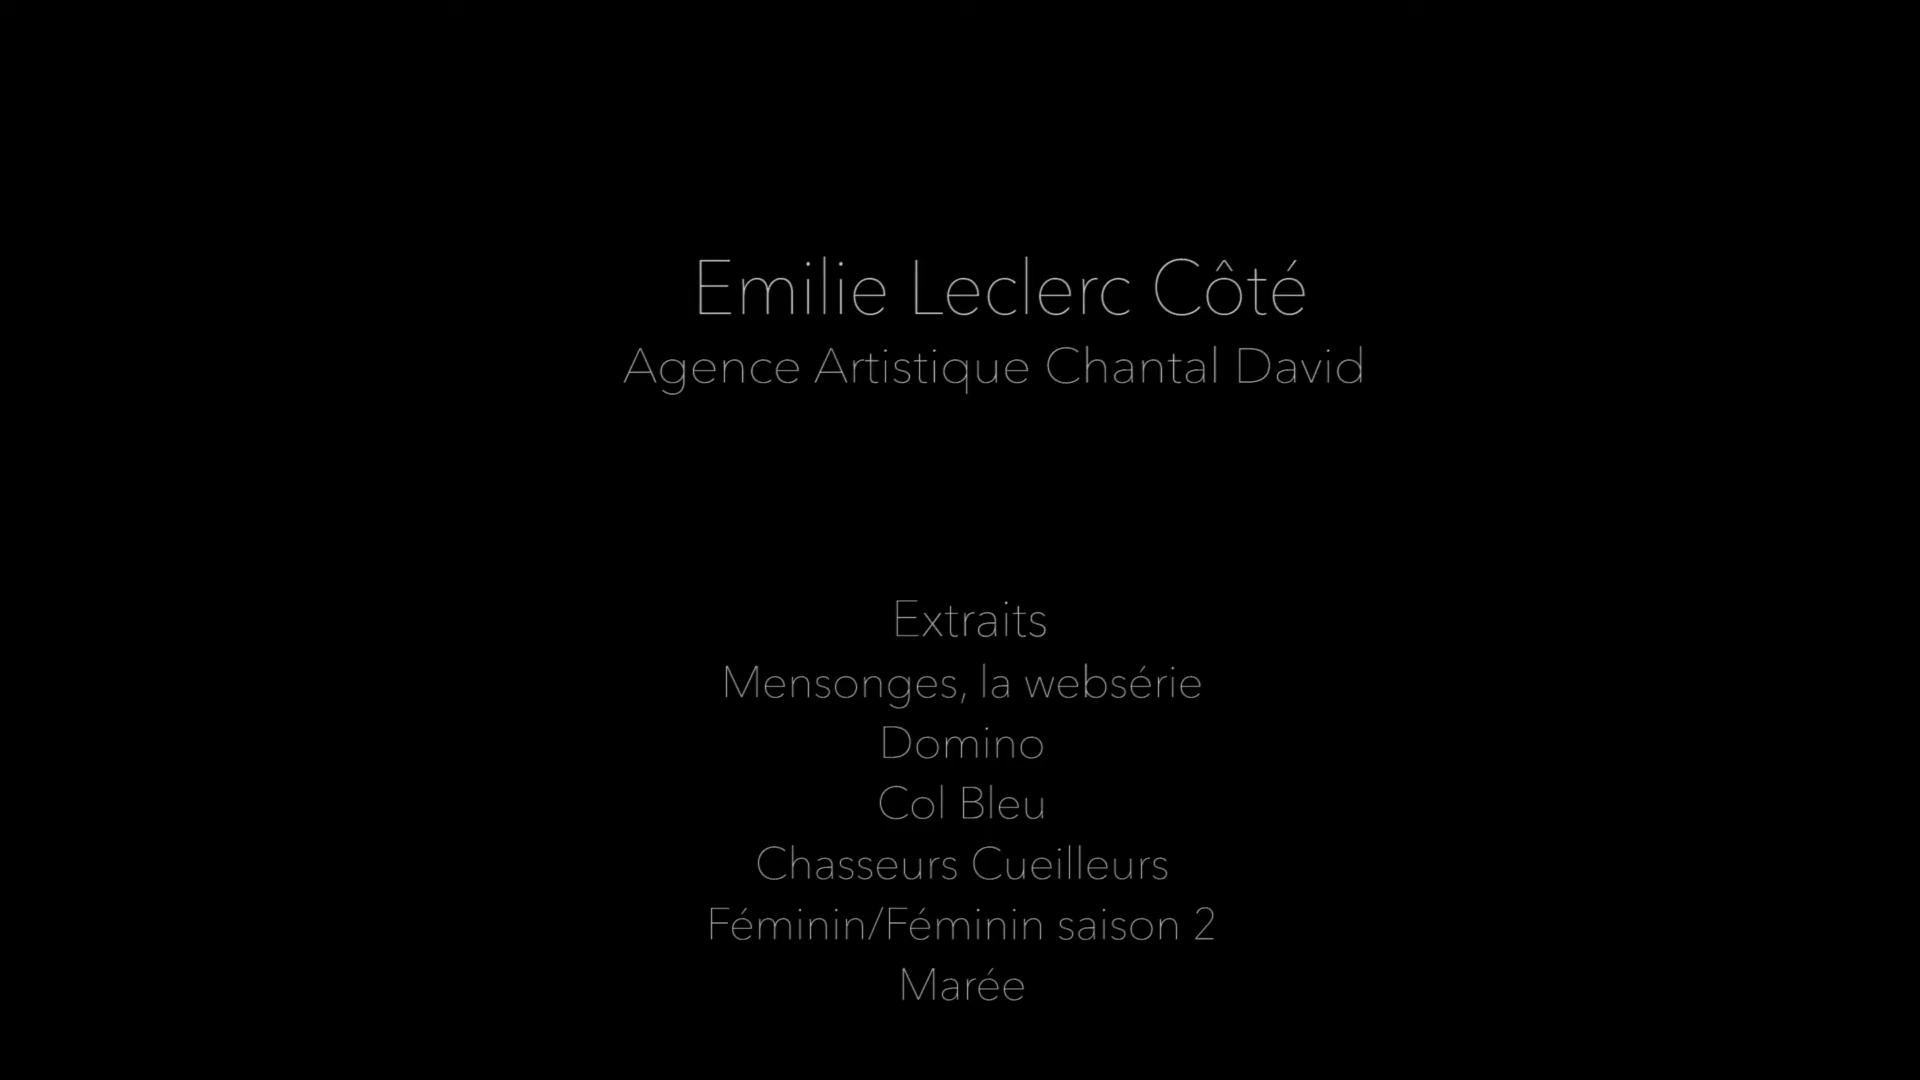 Emilie Leclerc Côté
Agence Artistique Chantal David
Extraits
Mensonges, la websérie
Domino
Col Bleu
Chasseurs Cueilleurs
Féminin/Féminin saison 2
Marée